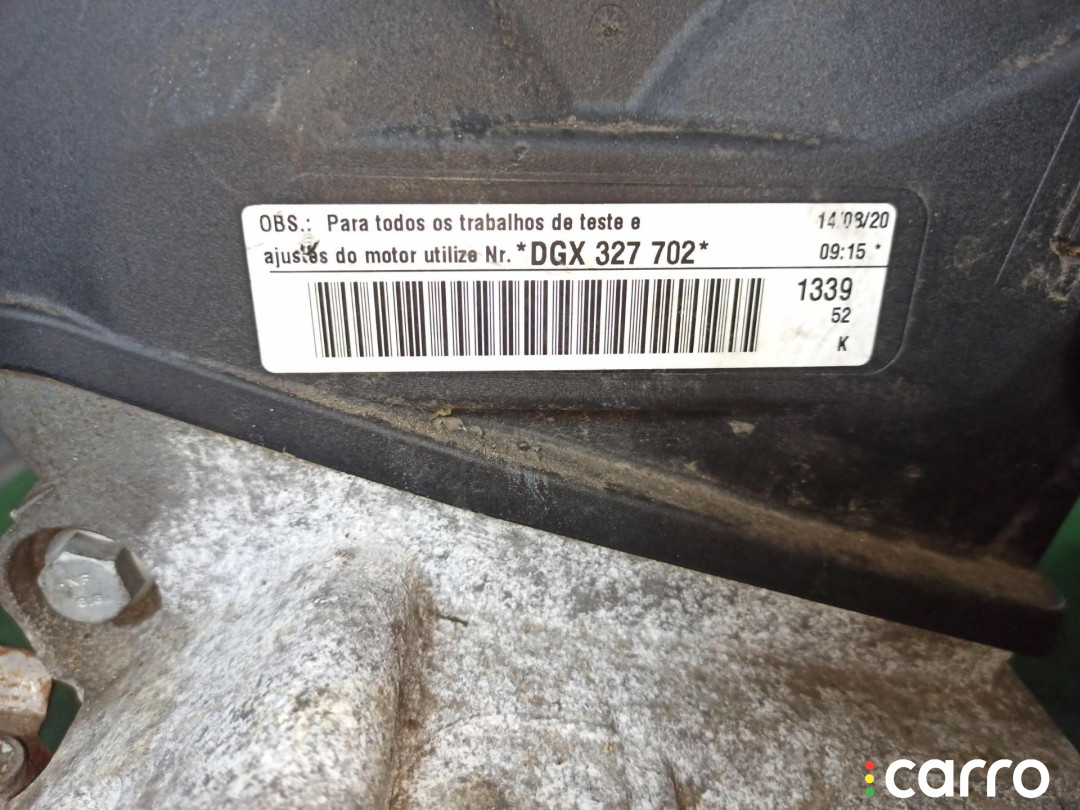 OBS.: Para todos os trabalhos de teste e 14/08/20
ajustes do motor utilize Nr. *DGX 327 702* 09:15 *
1339
52
K
carro